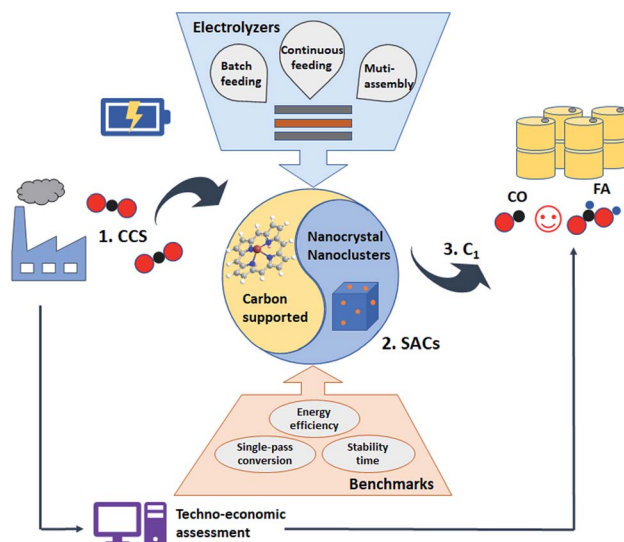 Electrolyzers
Batch
feeding
Continuous
feeding
Muti-
assembly
1. CCS
CO
FA
3. C₁
Nanocrystal
Nanoclusters
Carbon
supported
2. SACs
Energy
efficiency
Single-pass
conversion
Stability
time
Benchmarks
Techno-economic
assessment